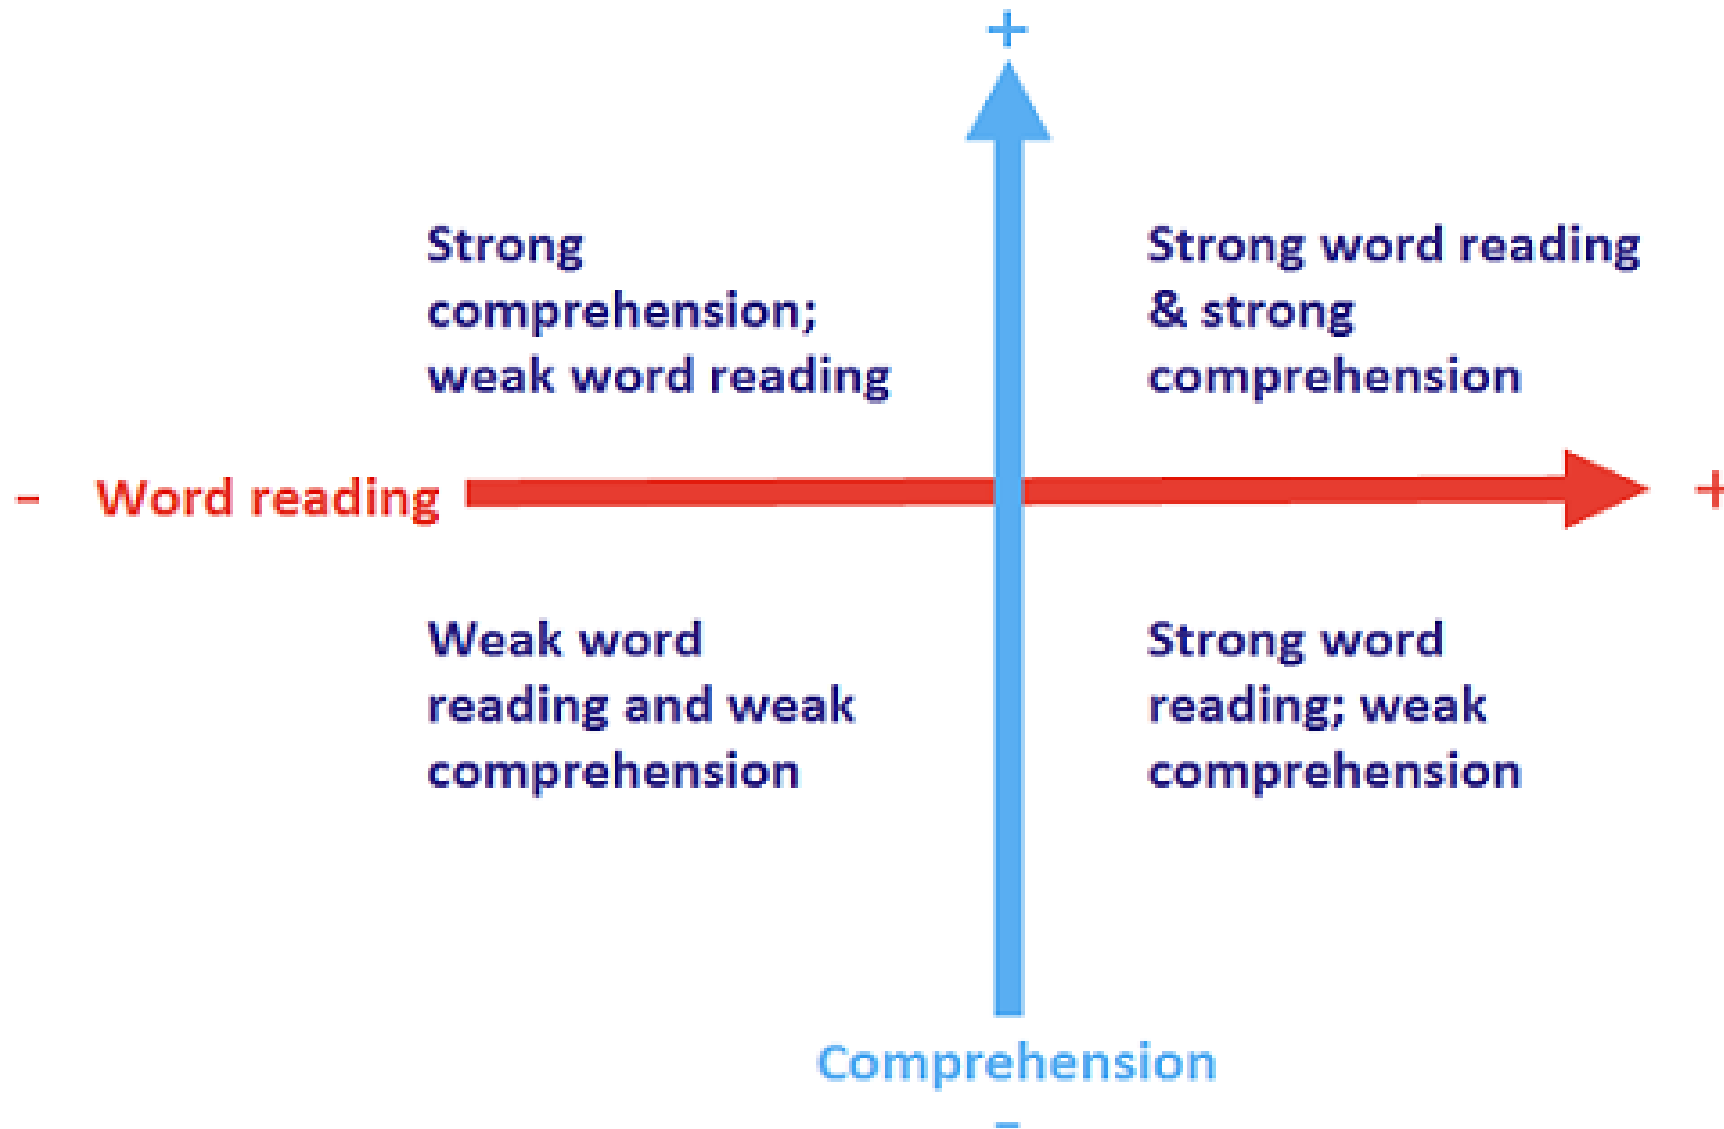 +
Strong
comprehension;
weak word reading
Strong word reading
& strong
comprehension
- Word reading +
Weak word
reading and weak
comprehension
Strong word
reading; weak
comprehension
Comprehension
-